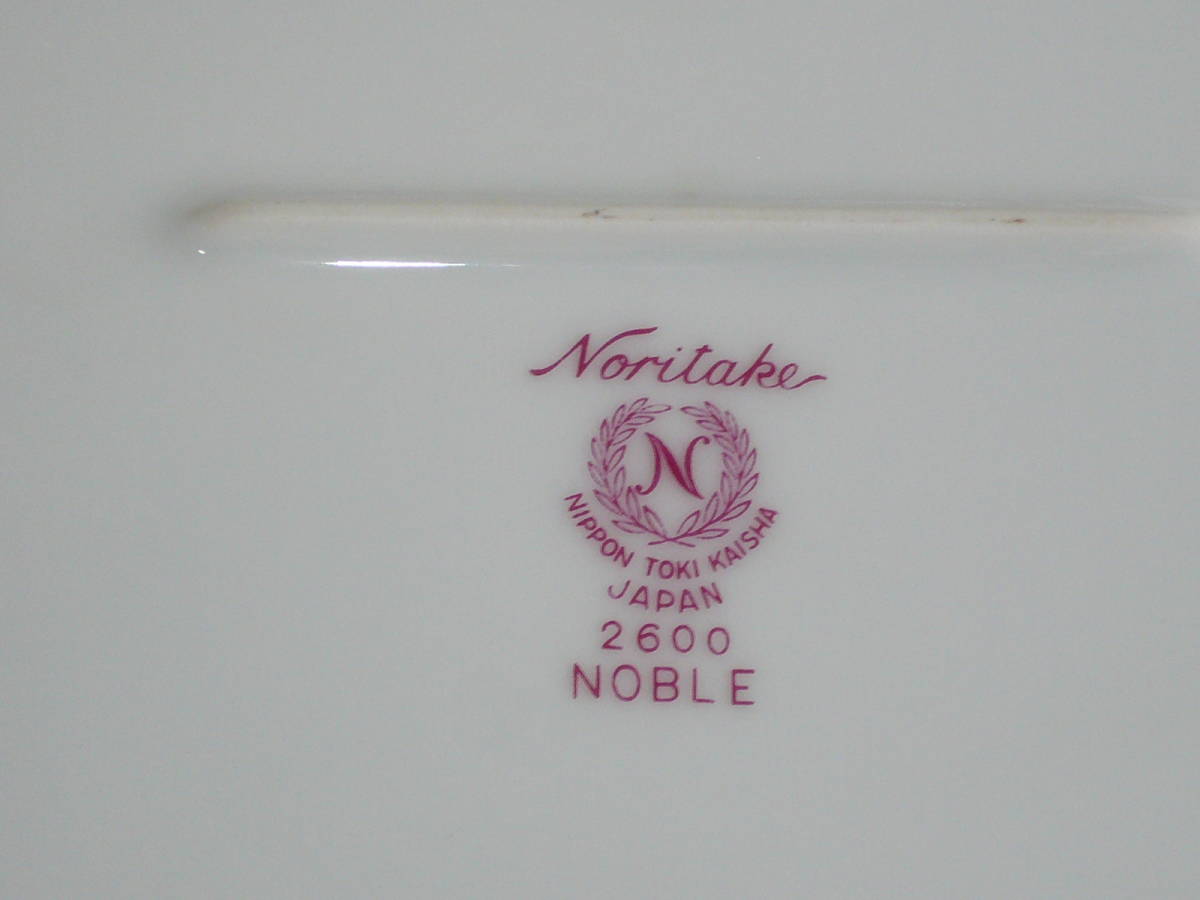 Noritake
N
NIPPON TOKI KAISHA
JAPAN
2600
NOBLE